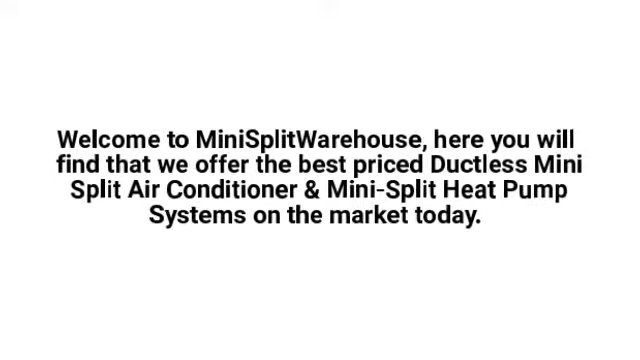 Welcome to MiniSplitWarehouse, here you will
find that we offer the best priced Ductless Mini
Split Air Conditioner & Mini-Split Heat Pump
Systems on the market today.